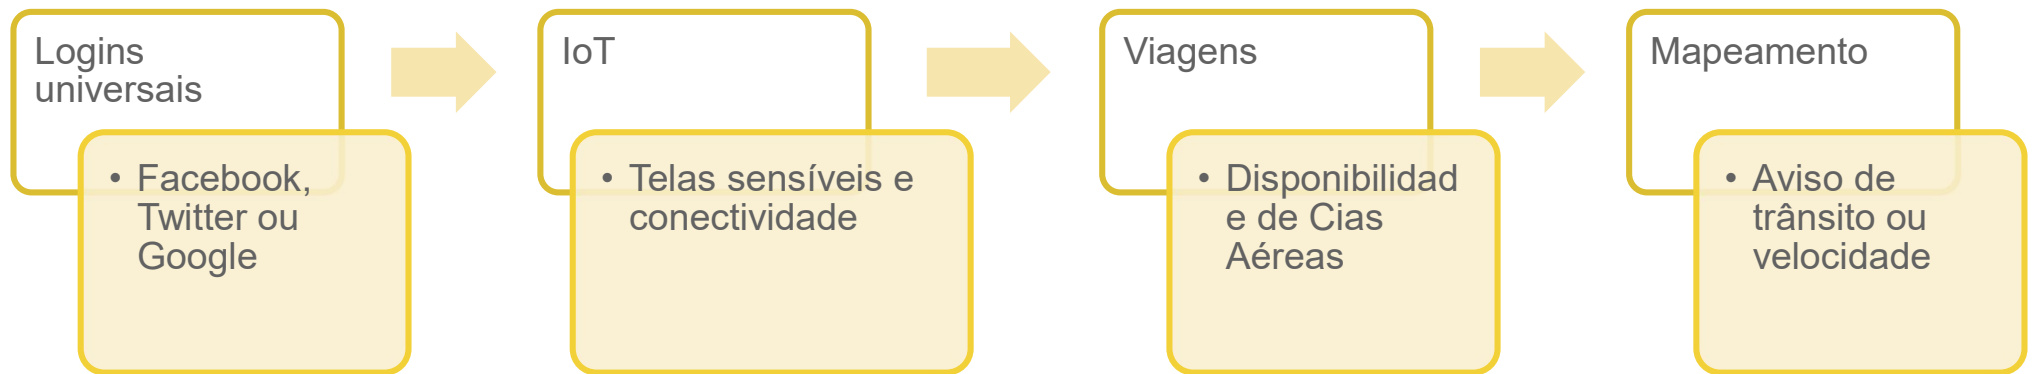 Logins
universais
• Facebook,
Twitter ou
Google
IoT
• Telas sensíveis e
conectividade
Viagens
• Disponibilidad
e de Cias
Aéreas
Mapeamento
• Aviso de
trânsito ou
velocidade